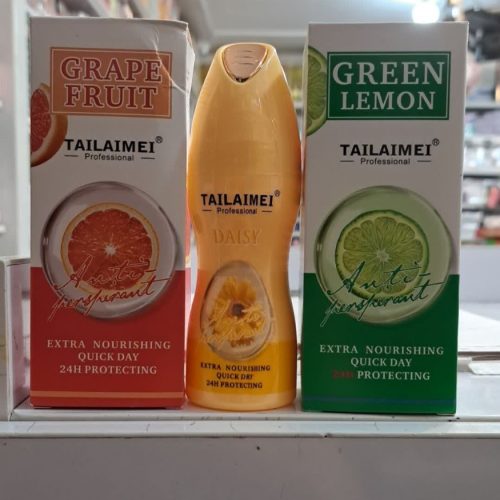 GRAPE
FRUIT
TAILAIMEI®
Professional
Anti-
perspirant
EXTRA NOURISHING
QUICK DAY
24H PROTECTING
TAILAIMEI®
Professional
DAISY
EXTRA NOURISHING
QUICK DRY
24H PROTECTING
GREEN
LEMON
TAILAIMEI®
Professional
Anti-
perspirant
EXTRA NOURISHING
QUICK DAY
24H PROTECTING